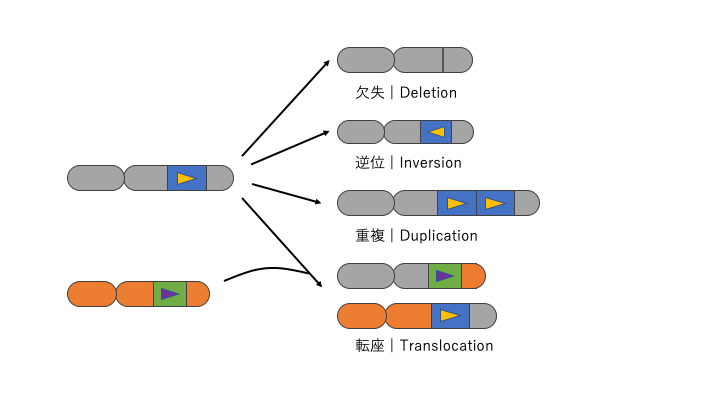 欠失 | Deletion
逆位 | Inversion
重複 | Duplication
転座 | Translocation